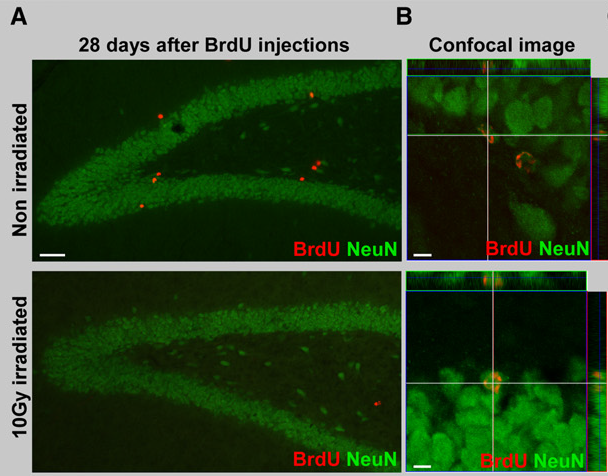 A
B
28 days after BrdU injections
Confocal image
Non irradiated
BrdU NeuN
BrdU NeuN
10Gy irradiated
BrdU NeuN
BrdU NeuN